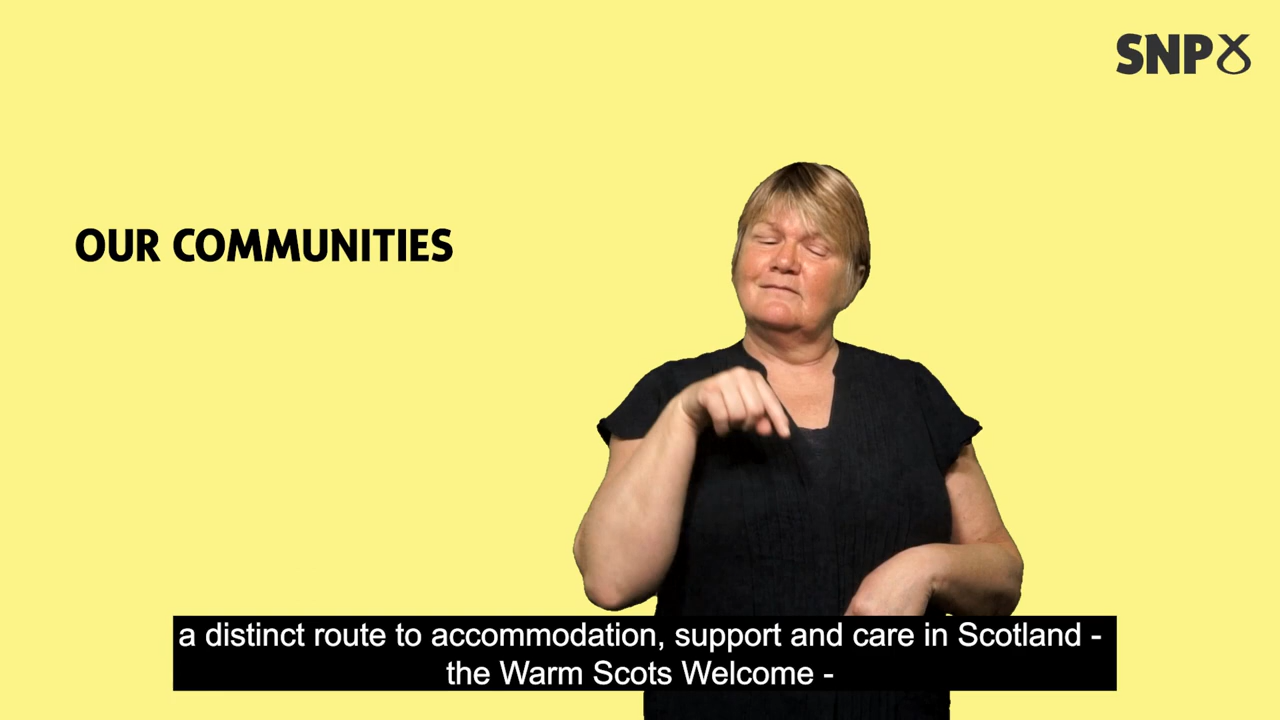 SNP
OUR COMMUNITIES
a distinct route to accommodation, support and care in Scotland -
the Warm Scots Welcome -